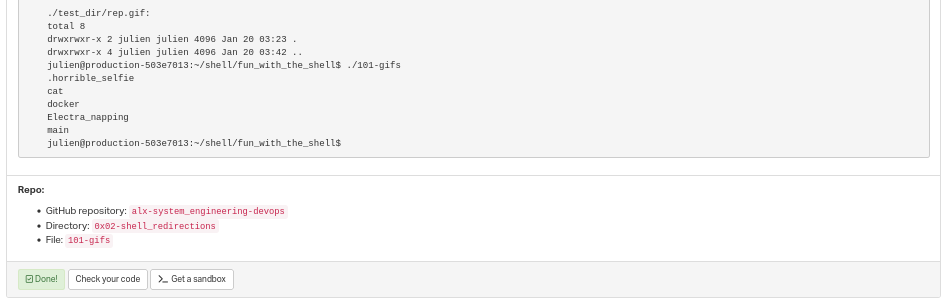 ./test_dir/rep.gif:
total 8
drwxrwxr-x 2 julien julien 4096 Jan 20 03:23 .
drwxrwxr-x 4 julien julien 4096 Jan 20 03:42 ..
julien@production-503e7013:~/shell/fun_with_the_shell$ ./101-gifs
.horrible_selfie
cat
docker
Electra_napping
main
julien@production-503e7013:~/shell/fun_with_the_shell$
Repo:
• GitHub repository: alx-system_engineering-devops
• Directory: 0x02-shell_redirections
• File: 101-gifs
Done! Check your code >_ Get a sandbox